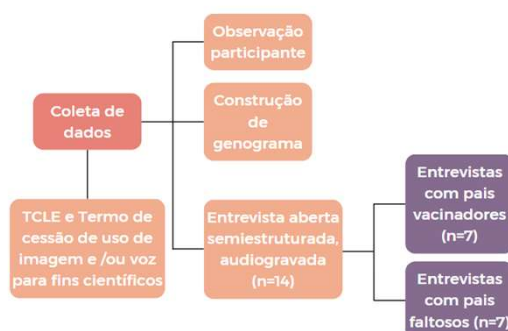 Observação
participante
Coleta de
dados
Construção
de
genograma
TCLE e Termo de
cessão de uso de
imagem e /ou voz
para fins científicos
Entrevista aberta
semiestruturada,
audiogravada
(n=14)
Entrevistas
com pais
vacinadores
(n=7)
Entrevistas
com pais
faltosos (n=7)